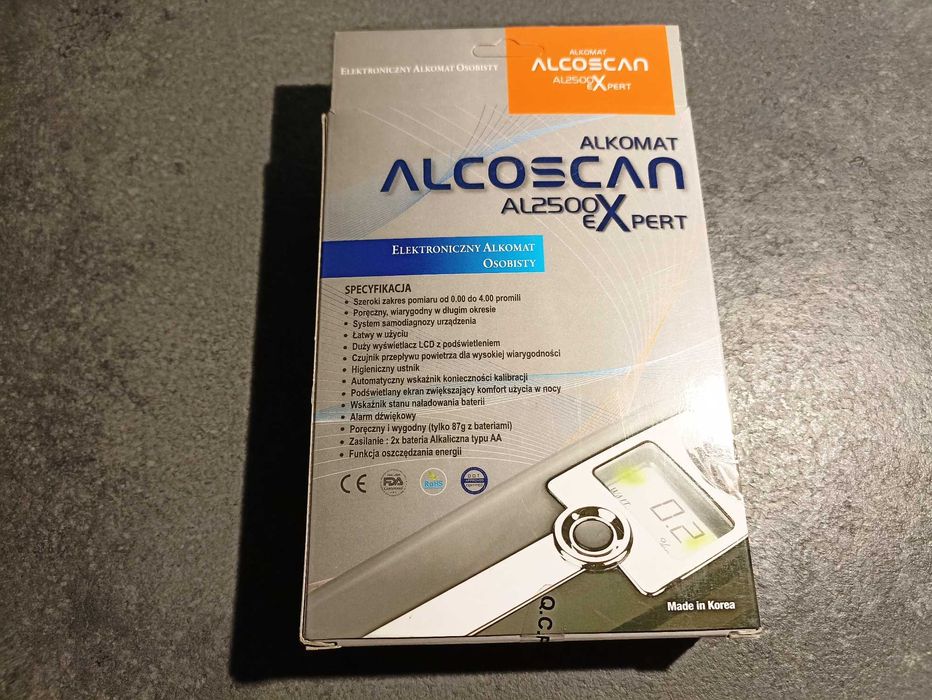 ELEKTRONICZNY ALKOMAT OSOBISTY
ALKOMAT
ALCOSCAN
AL2500
EXPERT
ALKOMAT
ALCOSCAN
AL2500
EXPERT
ELEKTRONICZNY ALKOMAT
OSOBISTY
SPECYFIKACJA
• Szeroki zakres pomiaru od 0.00 do 4.00 promili
• Poręczny, wiarygodny w długim okresie
• System samodiagnozy urządzenia
• Łatwy w użyciu
• Duży wyświetlacz LCD z podświetleniem
• Czujnik przepływu powietrza dla wysokiej wiarygodności
• Higieniczny ustnik
• Automatyczny wskaźnik konieczności kalibracji
• Podświetlany ekran zwiększający komfort użycia w nocy
• Wskaźnik stanu naładowania baterii
• Alarm dźwiękowy
• Poręczny i wygodny (tylko 87g z bateriami)
• Zasilanie : 2x bateria Alkaliczna typu AA
• Funkcja oszczędzania energii
CE
FDA
RoHS
DOT
WAIT
0.2
‰
Q.C.P
Made in Korea